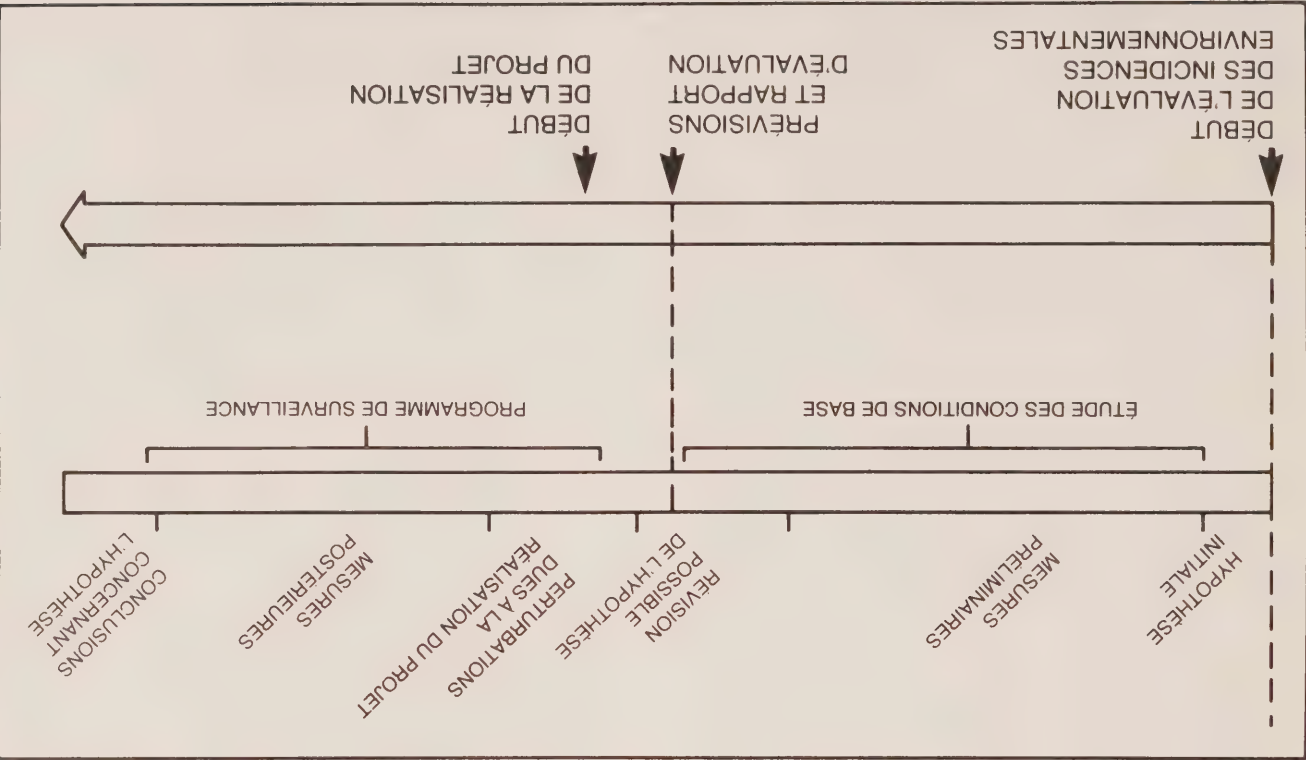 HYPOTHÈSE
INITIALE
MESURES
PRELIMINAIRES
RÉVISION
POSSIBLE
DE L'HYPOTHÈSE
PERTURBATIONS
DUES A LA
RÉALISATION DU PROJET
MESURES
POSTERIEURS
CONCLUSIONS
CONCERNANT
L'HYPOTHÈSE
ÉTUDE DES CONDITIONS DE BASE
PROGRAMME DE SURVEILLANCE
DÉBUT
DE L'ÉVALUATION
DES INCIDENCES
ENVIRONNEMENTALES
PRÉVISIONS
ET RAPPORT
D'ÉVALUATION
DÉBUT
DE LA RÉALISATION
DU PROJET